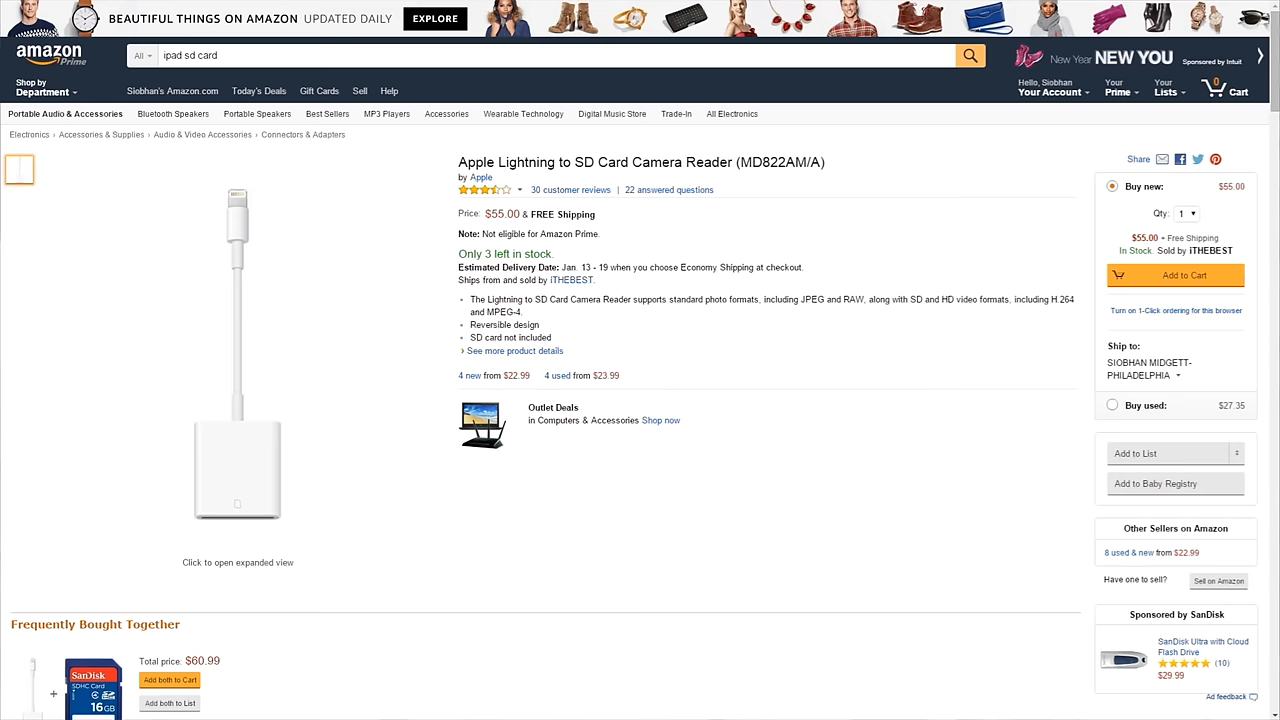 BEAUTIFUL THINGS ON AMAZON UPDATED DAILY EXPLORE
amazon Prime
All ipad sd card
New Year NEW YOU Sponsored by Intuit
Shop by Department
Siobhan's Amazon.com Today's Deals Gift Cards Sell Help
Hello, Siobhan Your Account
Your Prime
Your Lists
0 Cart
Portable Audio & Accessories Bluetooth Speakers Portable Speakers Best Sellers MP3 Players Accessories Wearable Technology Digital Music Store Trade-In All Electronics
Electronics › Accessories & Supplies › Audio & Video Accessories › Connectors & Adapters
Apple Lightning to SD Card Camera Reader (MD822AM/A)
by Apple
30 customer reviews | 22 answered questions
Price: $55.00 & FREE Shipping
Note: Not eligible for Amazon Prime.
Only 3 left in stock.
Estimated Delivery Date: Jan. 13 - 19 when you choose Economy Shipping at checkout.
Ships from and sold by iTHEBEST.
• The Lightning to SD Card Camera Reader supports standard photo formats, including JPEG and RAW, along with SD and HD video formats, including H.264
and MPEG-4.
• Reversible design
• SD card not included
› See more product details
4 new from $22.99 4 used from $23.99
Outlet Deals
in Computers & Accessories Shop now
Click to open expanded view
Share
Buy new: $55.00
Qty: 1
$55.00 + Free Shipping
In Stock. Sold by iTHEBEST
Add to Cart
Turn on 1-Click ordering for this browser
Ship to:
SIOBHAN MIDGETT-
PHILADELPHIA
Buy used: $27.35
Add to List
Add to Baby Registry
Other Sellers on Amazon
8 used & new from $22.99
Have one to sell? Sell on Amazon
Sponsored by SanDisk
SanDisk Ultra with Cloud
Flash Drive
(10)
$29.99
Ad feedback
Frequently Bought Together
+
SanDisk
SDHC Card
16GB
Total price: $60.99
Add both to Cart
Add both to List